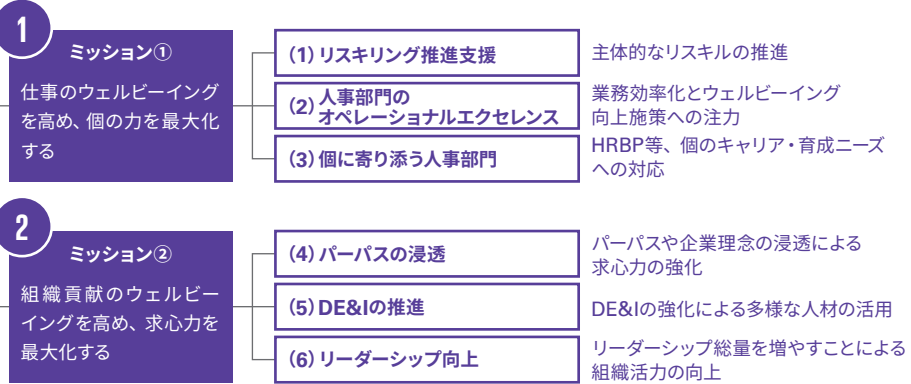 1
ミッション①
仕事のウェルビーイング
を高め、個の力を最大化
する
(1)リスキリング推進支援
主体的なリスキルの推進
(2)人事部門の
オペレーショナルエクセレンス
業務効率化とウェルビーイング
向上施策への注力
(3)個に寄り添う人事部門
HRBP等、個のキャリア・育成ニーズ
への対応
2
ミッション②
組織貢献のウェルビー
イングを高め、求心力を
最大化する
(4)パーパスの浸透
パーパスや企業理念の浸透による
求心力の強化
(5)DE&Iの推進
DE&Iの強化による多様な人材の活用
(6)リーダーシップ向上
リーダーシップ総量を増やすことによる
組織活力の向上